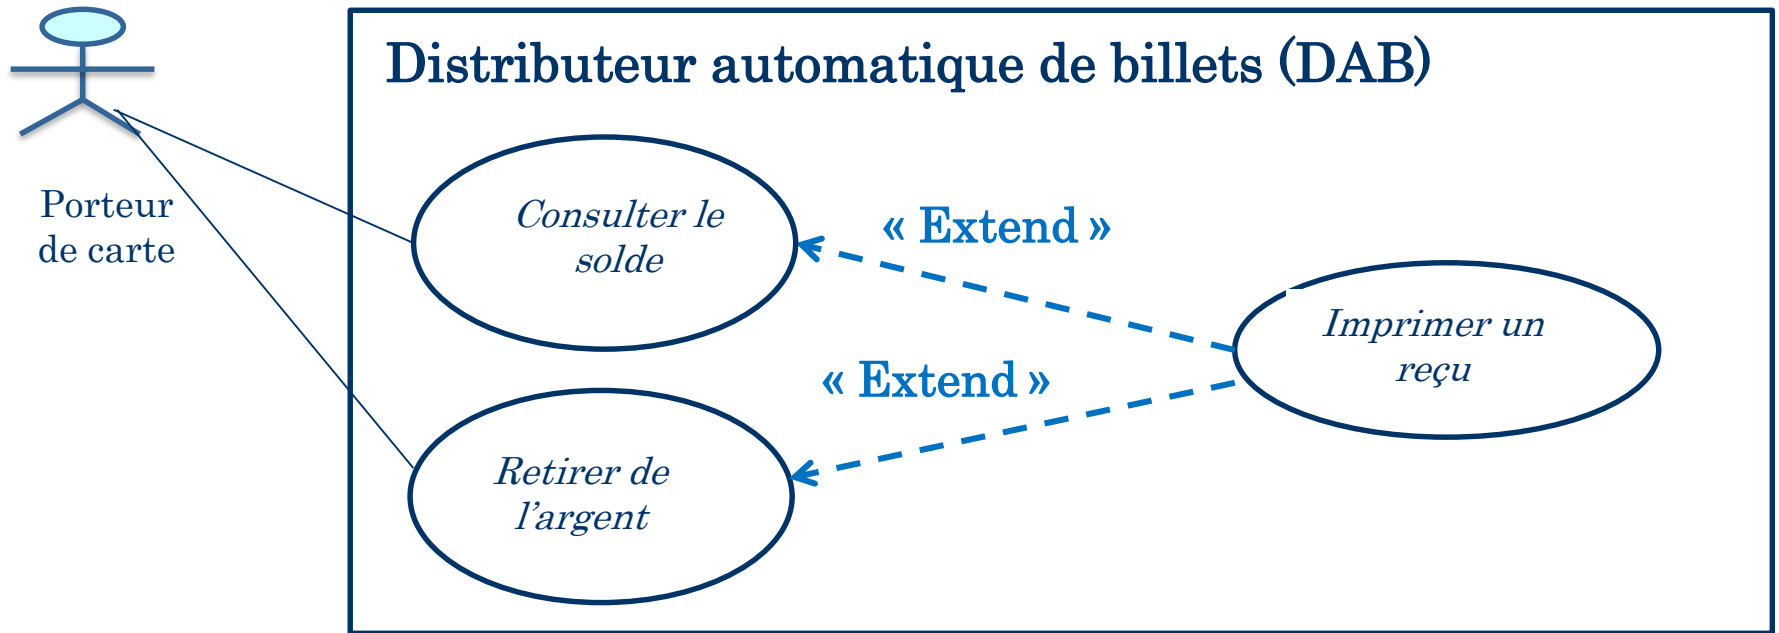 Distributeur automatique de billets (DAB)
Porteur
de carte
Consulter le
solde
« Extend »
Imprimer un
reçu
« Extend »
Retirer de
l’argent